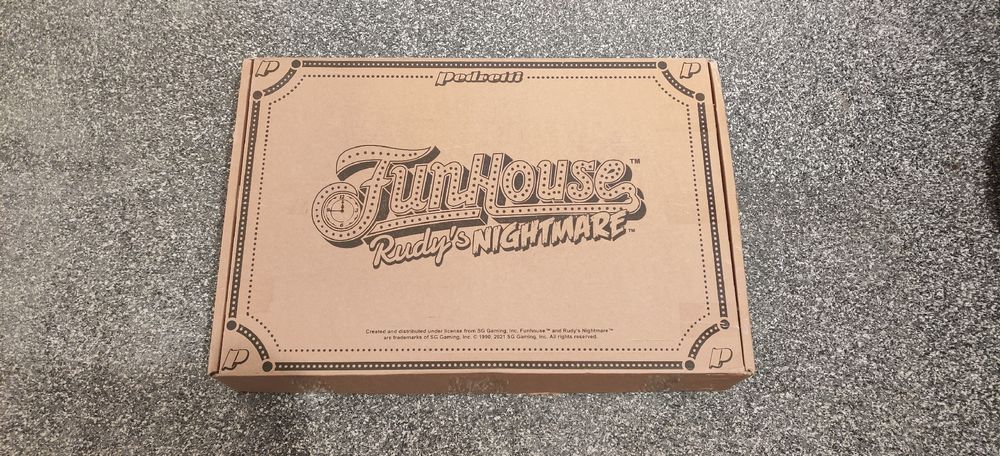 P
Pedretti
P
FunHouse™
Rudy's NIGHTMARE™
Created and distributed under license from SG Gaming, Inc. Funhouse™ and Rudy's Nightmare™
are trademarks of SG Gaming, Inc. © 1990, 2021 SG Gaming, Inc. All rights reserved.
P
P